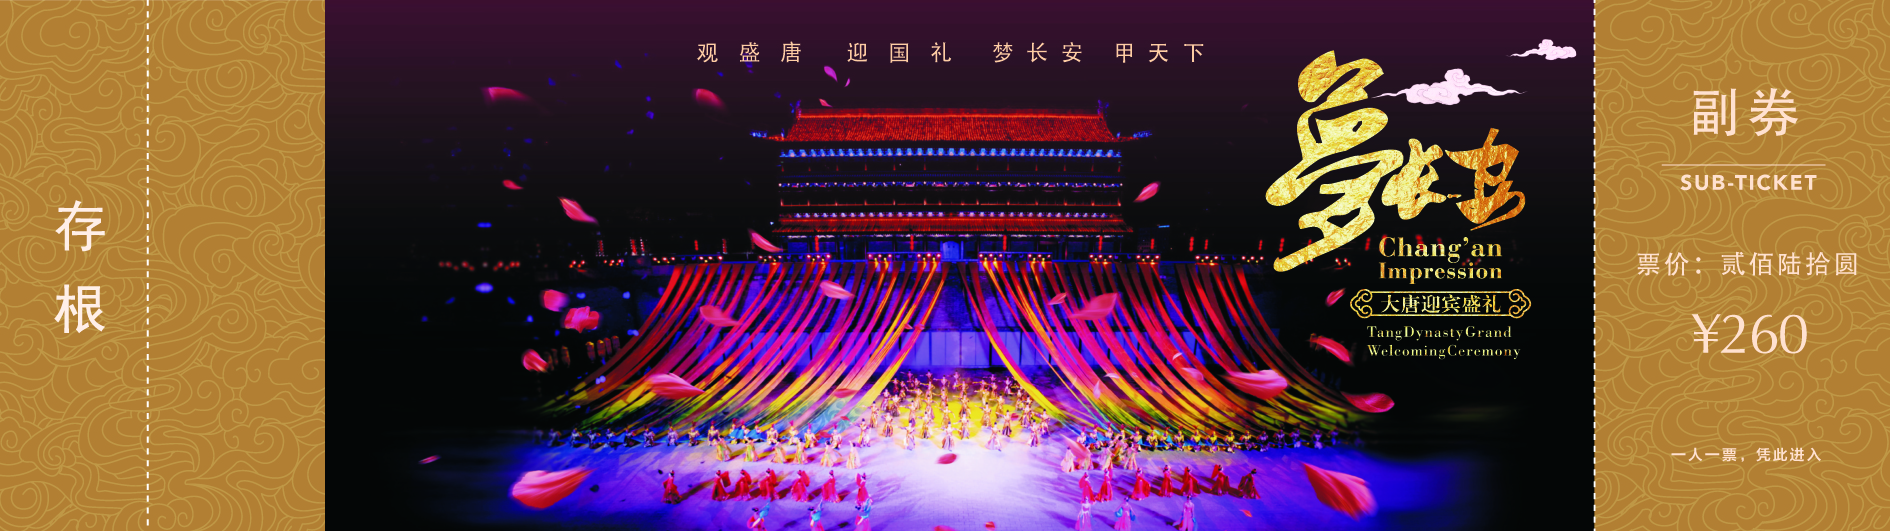 存
根
观盛唐 迎国礼 梦长安 甲天下
梦长安
Chang'an
Impression
大唐迎宾盛礼
TangDynastyGrand
WelcomingCeremony
副券
SUB-TICKET
票价：贰佰陆拾圆
¥260
一人一票，凭此进入